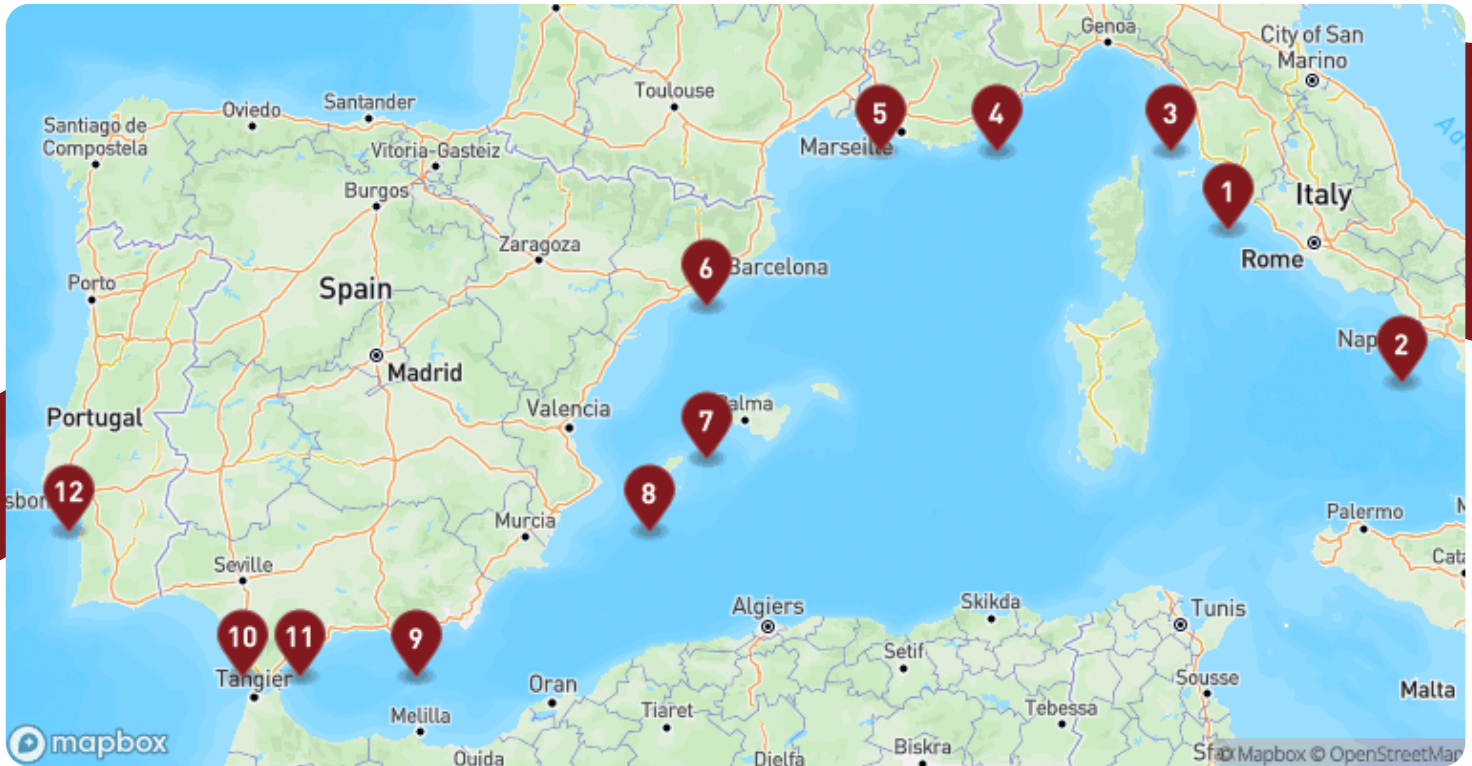 Genoa
City of San
Marino
Toulouse
Oviedo
Santander
5
4
3
Santiago de
Compostela
Marseille
Vitoria-Gasteiz
Burgos
1
Italy
Zaragoza
Rome
6
Barcelona
Porto
Spain
2
Madrid
7
Portugal
Valencia
12
8
Murcia
Palermo
Seville
Algiers
Skikda
Tunis
10
11
9
Tangier
Setif
Sousse
Oran
Malta
Melilla
Tiaret
Tebessa
mapbox
Biskra
© Mapbox © OpenStreetMap